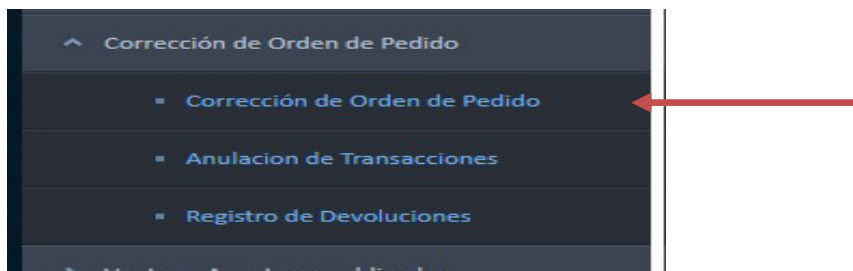 Corrección de Orden de Pedido
Corrección de Orden de Pedido
Anulacion de Transacciones
Registro de Devoluciones